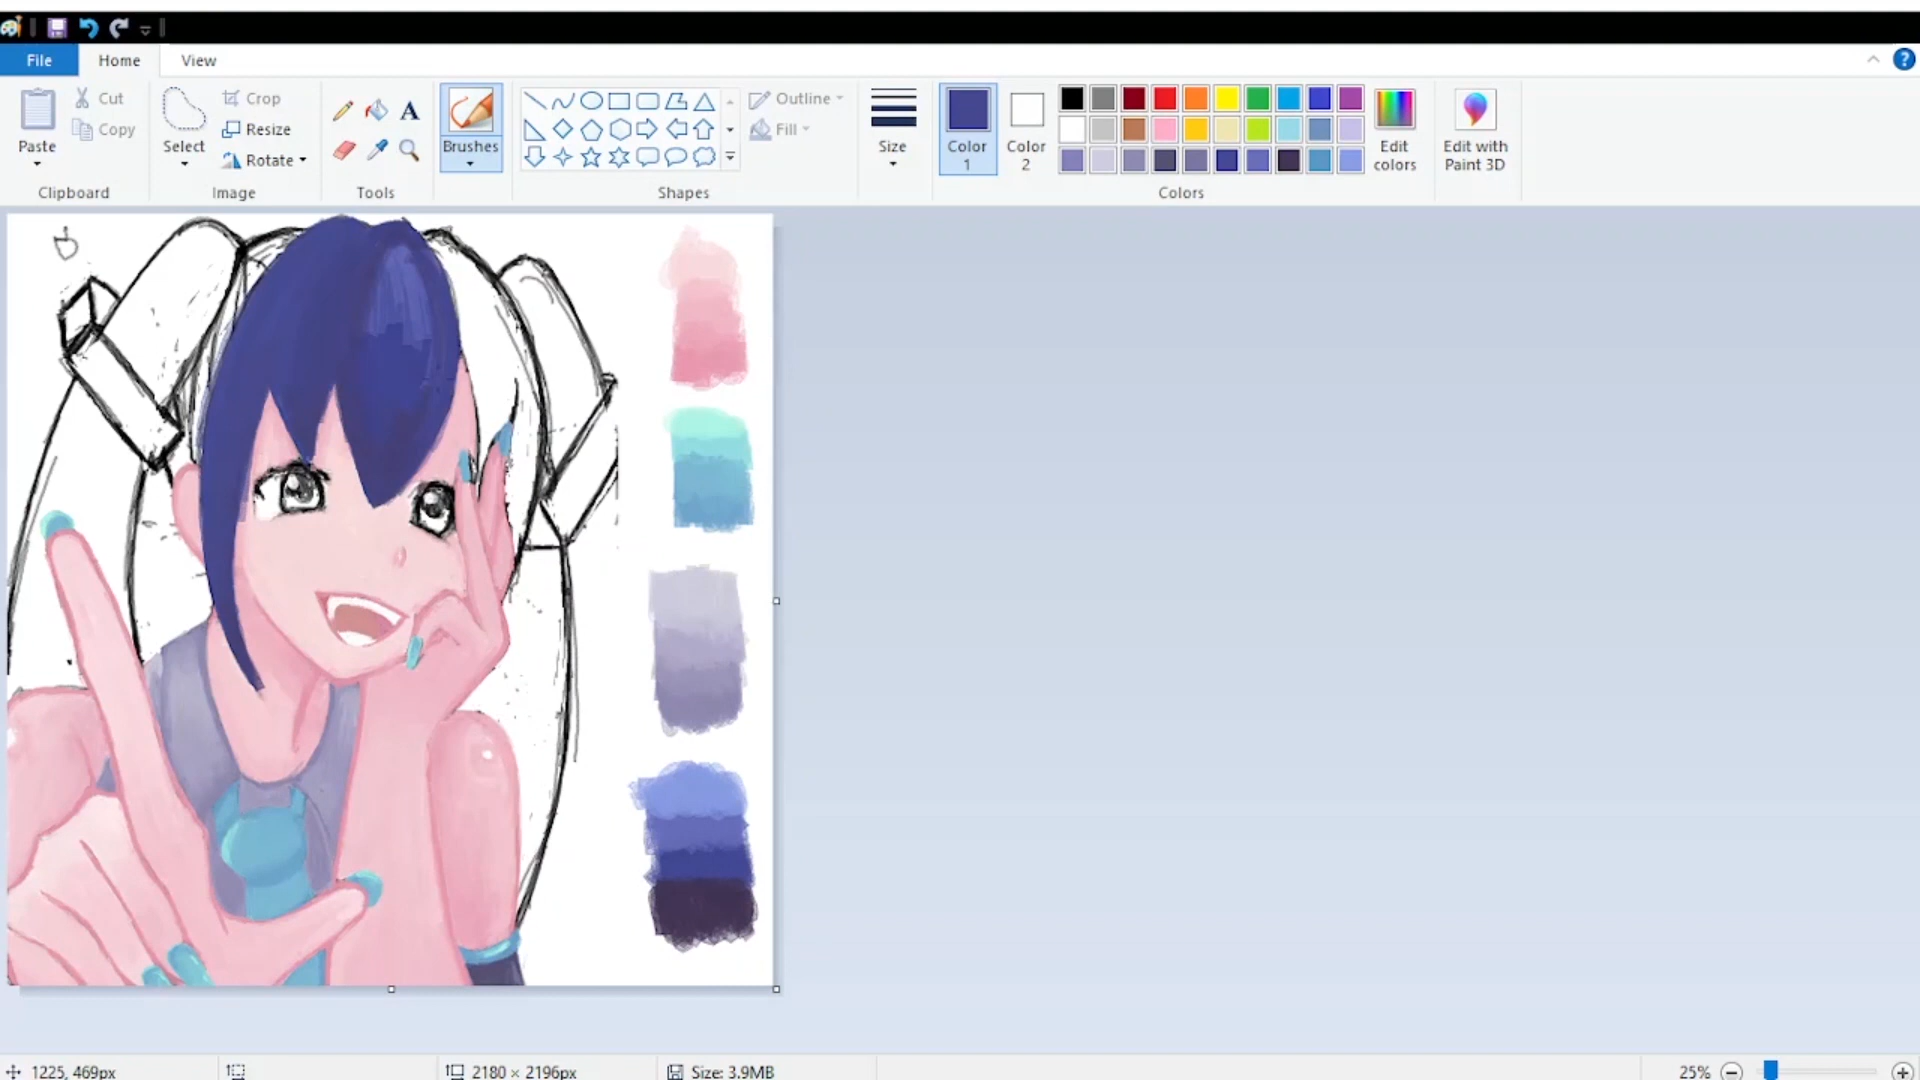 File Home View
Paste
Cut
Copy
Clipboard
Select
Crop
Resize
Rotate
Image
A
Tools
Brushes
Shapes
Outline
Fill
Size
Color
1
Color
2
Edit
colors
Colors
Edit with
Paint 3D
?
1225, 469px
2180 × 2196px
Size: 3.9MB
25%